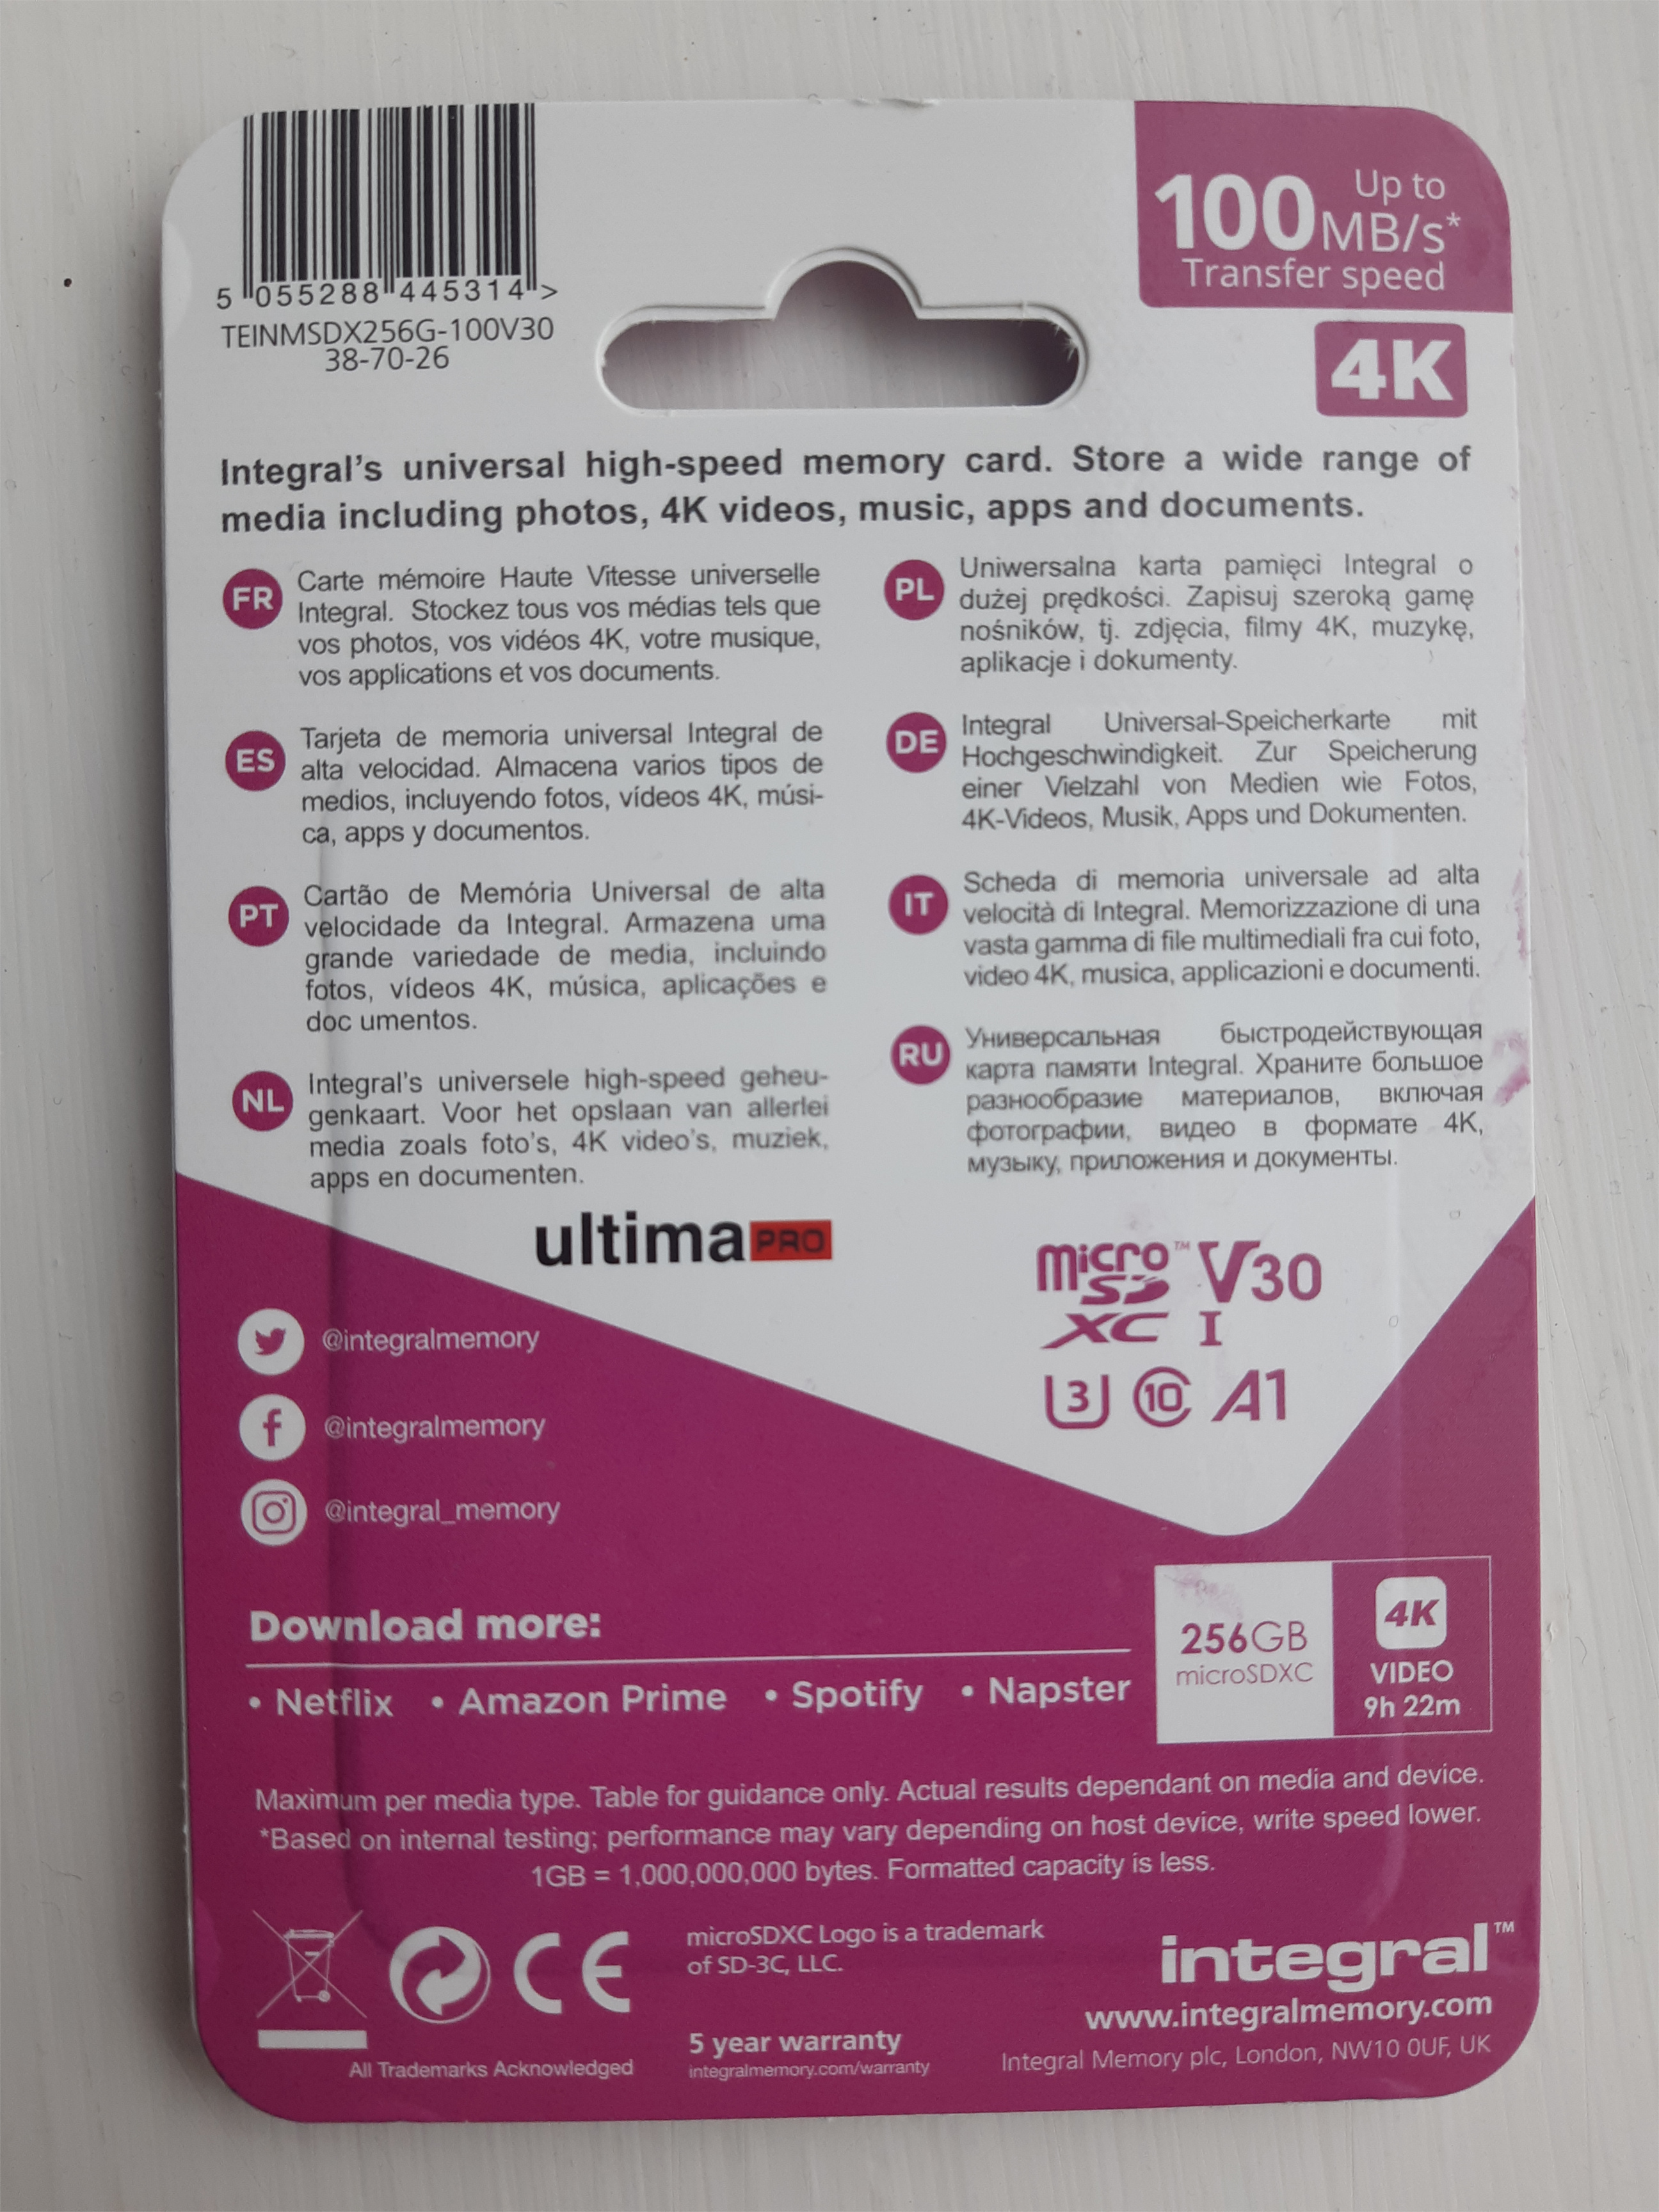 5 055288 445314 >
TEINMSDX256G-100V30
38-70-26
Up to
100 MB/s*
Transfer speed
4K
Integral's universal high-speed memory card. Store a wide range of
media including photos, 4K videos, music, apps and documents.
FR
Carte mémoire Haute Vitesse universelle
Integral. Stockez tous vos médias tels que
vos photos, vos vidéos 4K, votre musique,
vos applications et vos documents.
ES
Tarjeta de memoria universal Integral de
alta velocidad. Almacena varios tipos de
medios, incluyendo fotos, vídeos 4K, músi-
ca, apps y documentos.
PT
Cartão de Memória Universal de alta
velocidade da Integral. Armazena uma
grande variedade de media, incluindo
fotos, vídeos 4K, música, aplicações e
doc umentos.
NL
Integral's universele high-speed geheu-
genkaart. Voor het opslaan van allerlei
media zoals foto's, 4K video's, muziek,
apps en documenten.
PL
Uniwersalna karta pamięci Integral o
dużej prędkości. Zapisuj szeroką gamę
nośników, tj. zdjęcia, filmy 4K, muzykę,
aplikacje i dokumenty.
DE
Integral Universal-Speicherkarte mit
Hochgeschwindigkeit. Zur Speicherung
einer Vielzahl von Medien wie Fotos,
4K-Videos, Musik, Apps und Dokumenten.
IT
Scheda di memoria universale ad alta
velocità di Integral. Memorizzazione di una
vasta gamma di file multimediali fra cui foto,
video 4K, musica, applicazioni e documenti.
RU
Универсальная быстродействующая
карта памяти Integral. Храните большое
разнообразие материалов, включая
фотографии, видео в формате 4K,
музыку, приложения и документы.
ultima PRO
micro SD™ V30
XC I
3 10 A1
@integralmemory
@integralmemory
@integral_memory
Download more:
• Netflix • Amazon Prime • Spotify • Napster
256GB
microSDXC
4K
VIDEO
9h 22m
Maximum per media type. Table for guidance only. Actual results dependant on media and device.
*Based on internal testing; performance may vary depending on host device, write speed lower.
1GB = 1,000,000,000 bytes. Formatted capacity is less.
CE
All Trademarks Acknowledged
microSDXC Logo is a trademark
of SD-3C, LLC.
5 year warranty
integralmemory.com/warranty
integral™
www.integralmemory.com
Integral Memory plc, London, NW10 0UF, UK